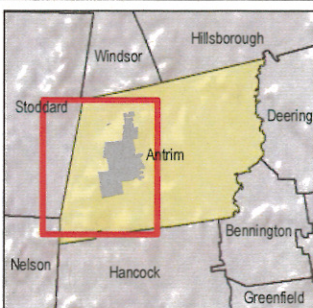 Windsor
Hillsborough
Stoddard
Deering
Antrim
Bennington
Nelson
Hancock
Greenfield